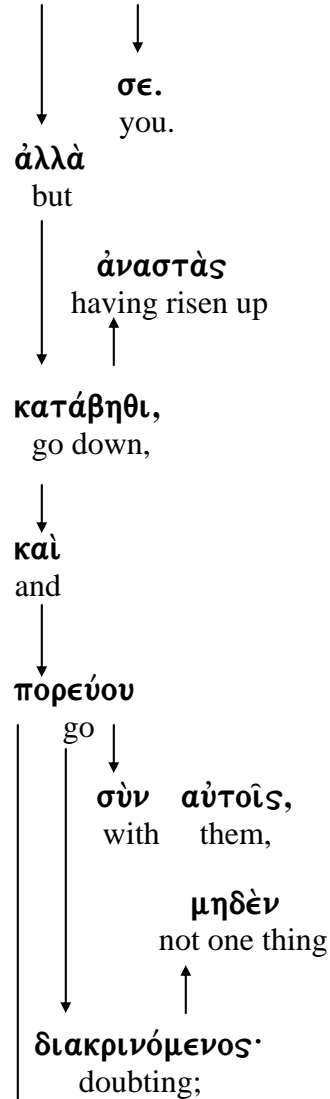 σε.
you.
ἀλλὰ
but
ἀναστὰς
having risen up
κατάβηθι,
go down,
καὶ
and
πορεύου
go
σὺν αὐτοῖς,
with them,
μηδὲν
not one thing
διακρινόμενος·
doubting;